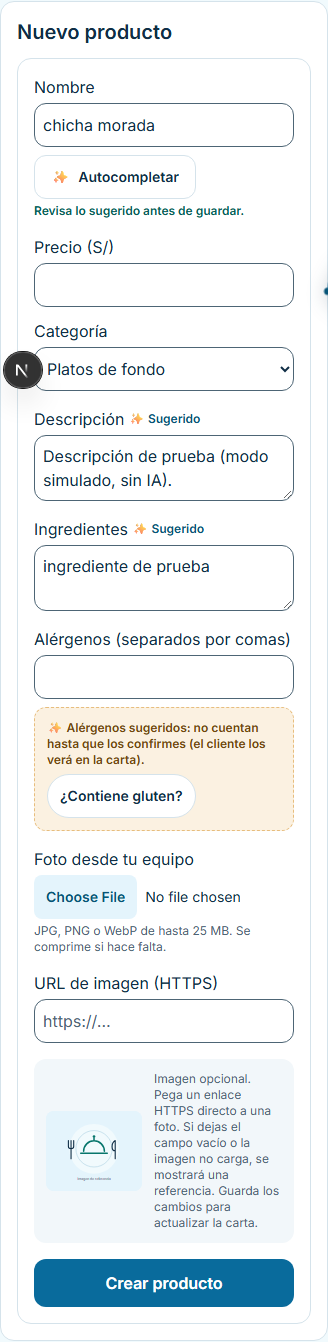 Nuevo producto
Nombre
chicha morada
✨ Autocompletar
Revisa lo sugerido antes de guardar.
Precio (S/)
Categoría
N
Platos de fondo
Descripción ✨ Sugerido
Descripción de prueba (modo
simulado, sin IA).
Ingredientes ✨ Sugerido
ingrediente de prueba
Alérgenos (separados por comas)
✨ Alérgenos sugeridos: no cuentan
hasta que los confirmes (el cliente los
verá en la carta).
¿Contiene gluten?
Foto desde tu equipo
Choose File No file chosen
JPG, PNG o WebP de hasta 25 MB. Se
comprime si hace falta.
URL de imagen (HTTPS)
https://...
Imagen opcional.
Pega un enlace
HTTPS directo a una
foto. Si dejas el
campo vacío o la
imagen no carga, se
mostrará una
referencia. Guarda los
cambios para
actualizar la carta.
Crear producto